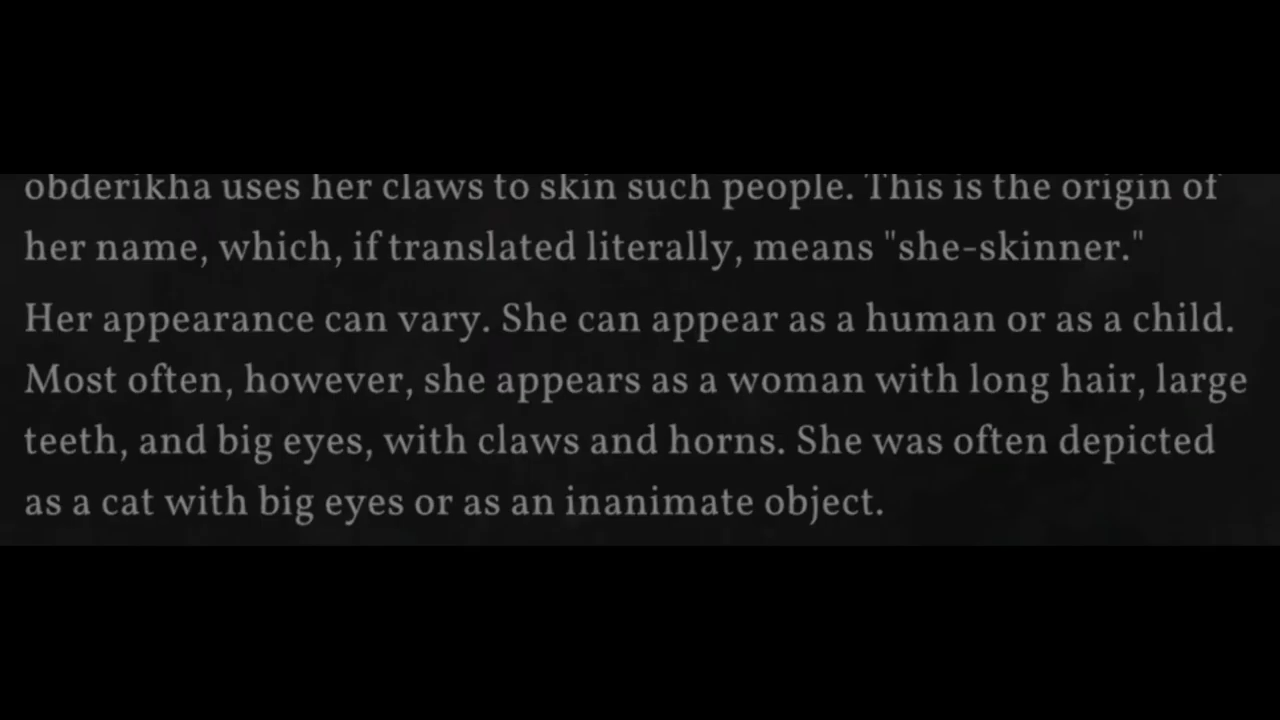 obderikha uses her claws to skin such people. This is the origin of
her name, which, if translated literally, means "she-skinner."
Her appearance can vary. She can appear as a human or as a child.
Most often, however, she appears as a woman with long hair, large
teeth, and big eyes, with claws and horns. She was often depicted
as a cat with big eyes or as an inanimate object.